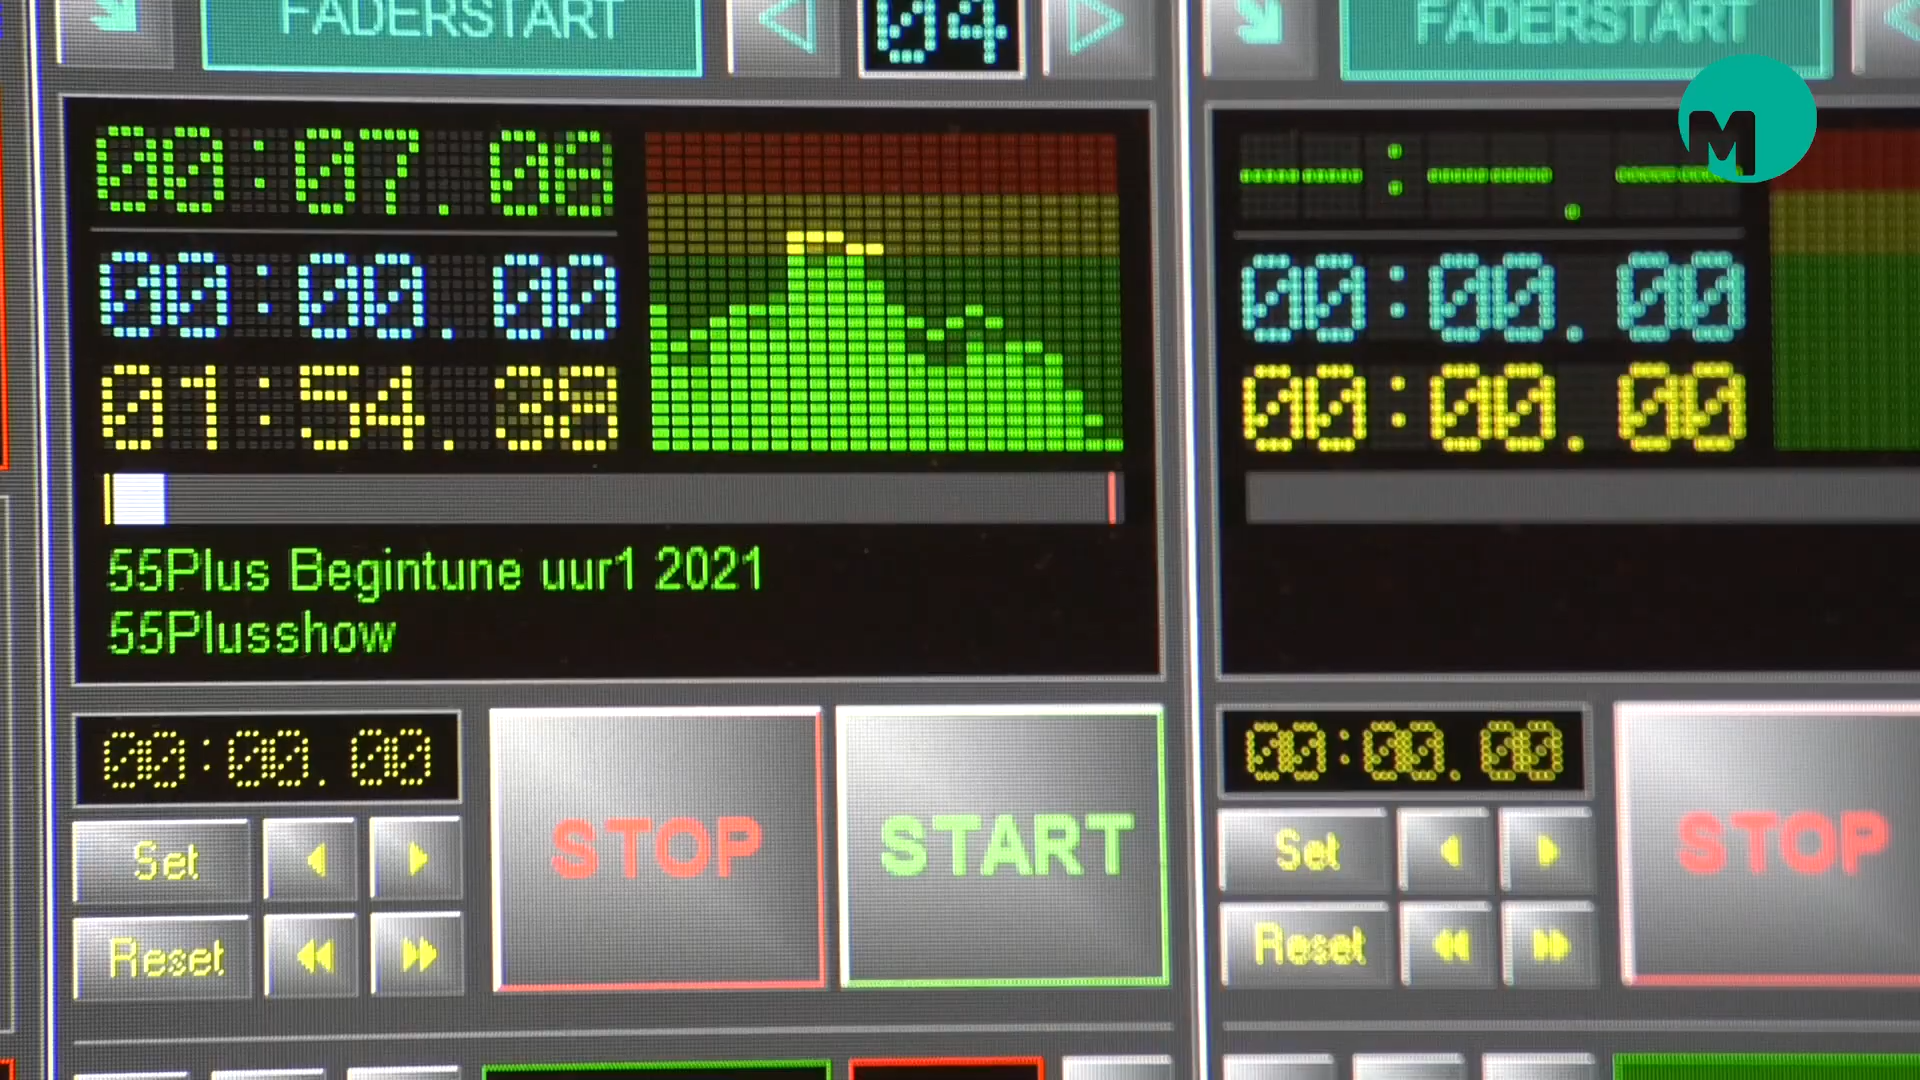 FADERSTART
04
FADERSTART
M
00:07.08
00:00.00
01:54.38
55Plus Begintune uur1 2021
55Plusshow
--:--.--
00:00.00
00:00.00
00:00.00
STOP
START
Set
Reset
00:00.00
Set
Reset
STOP